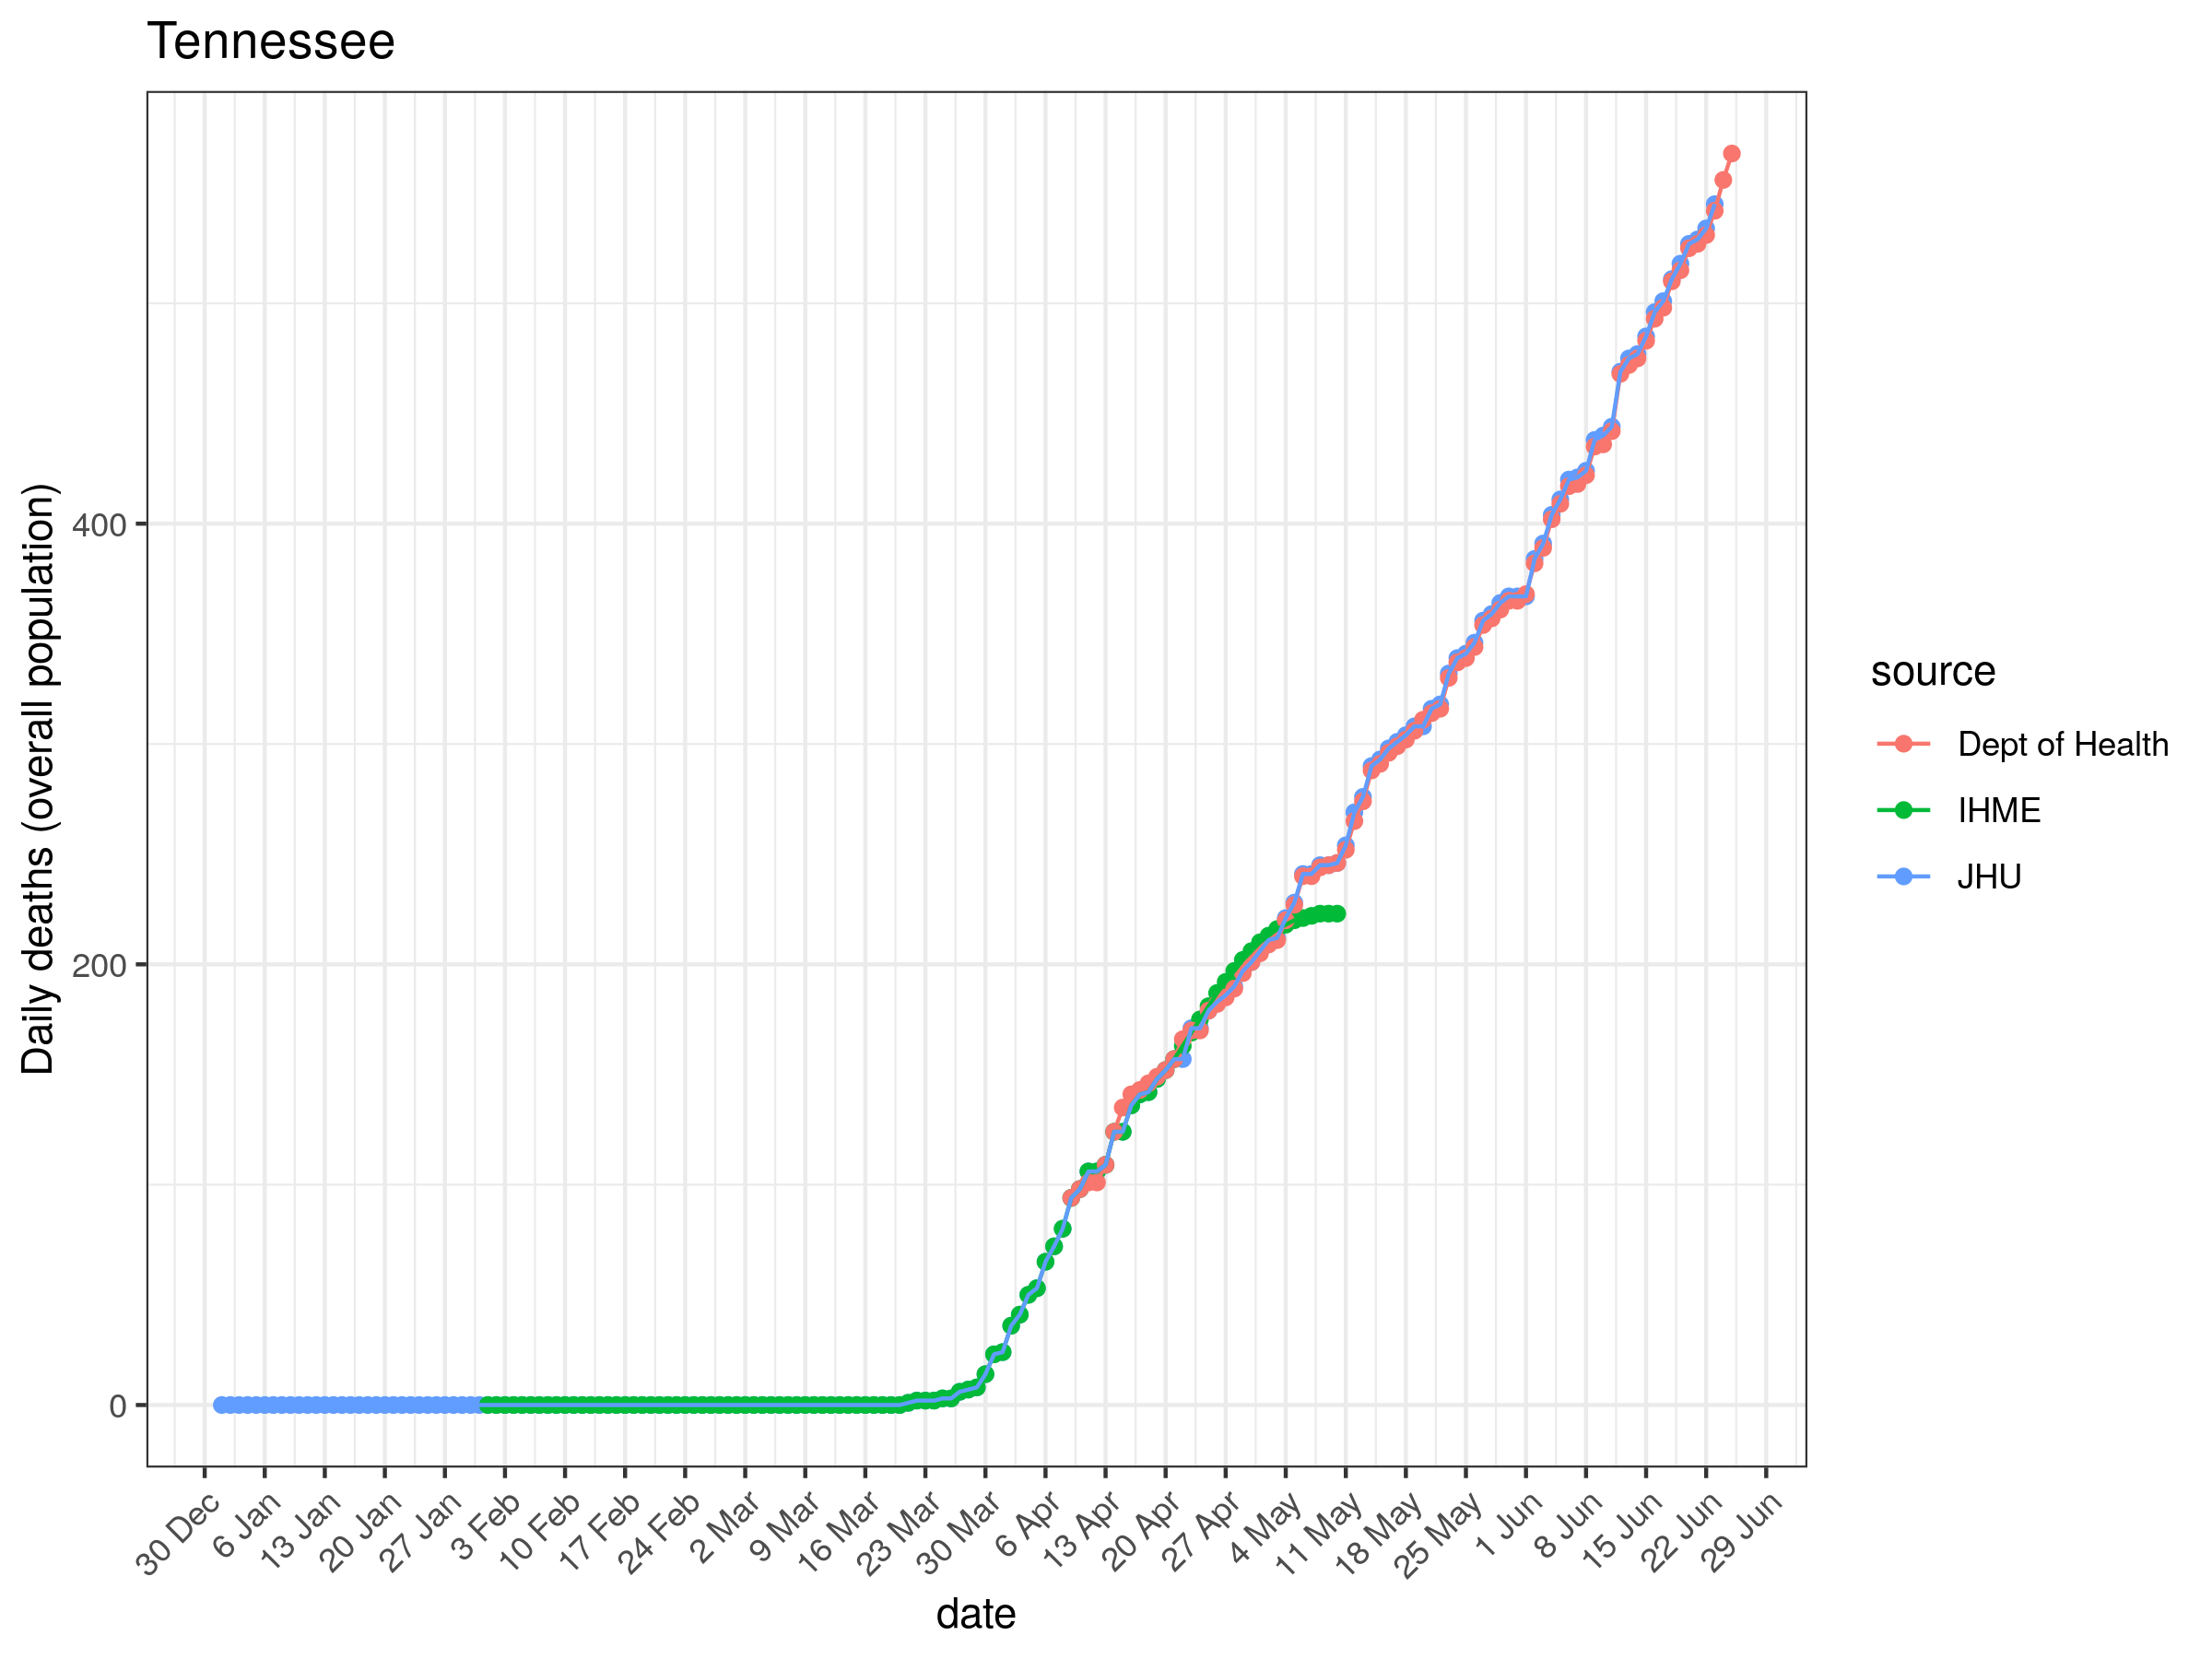 Tennessee
Daily deaths (overall population)
400
200
0
30 Dec
6 Jan
13 Jan
20 Jan
27 Jan
3 Feb
10 Feb
17 Feb
24 Feb
2 Mar
9 Mar
16 Mar
23 Mar
30 Mar
6 Apr
13 Apr
20 Apr
27 Apr
4 May
11 May
18 May
25 May
1 Jun
8 Jun
15 Jun
22 Jun
29 Jun
date
source
Dept of Health
IHME
JHU